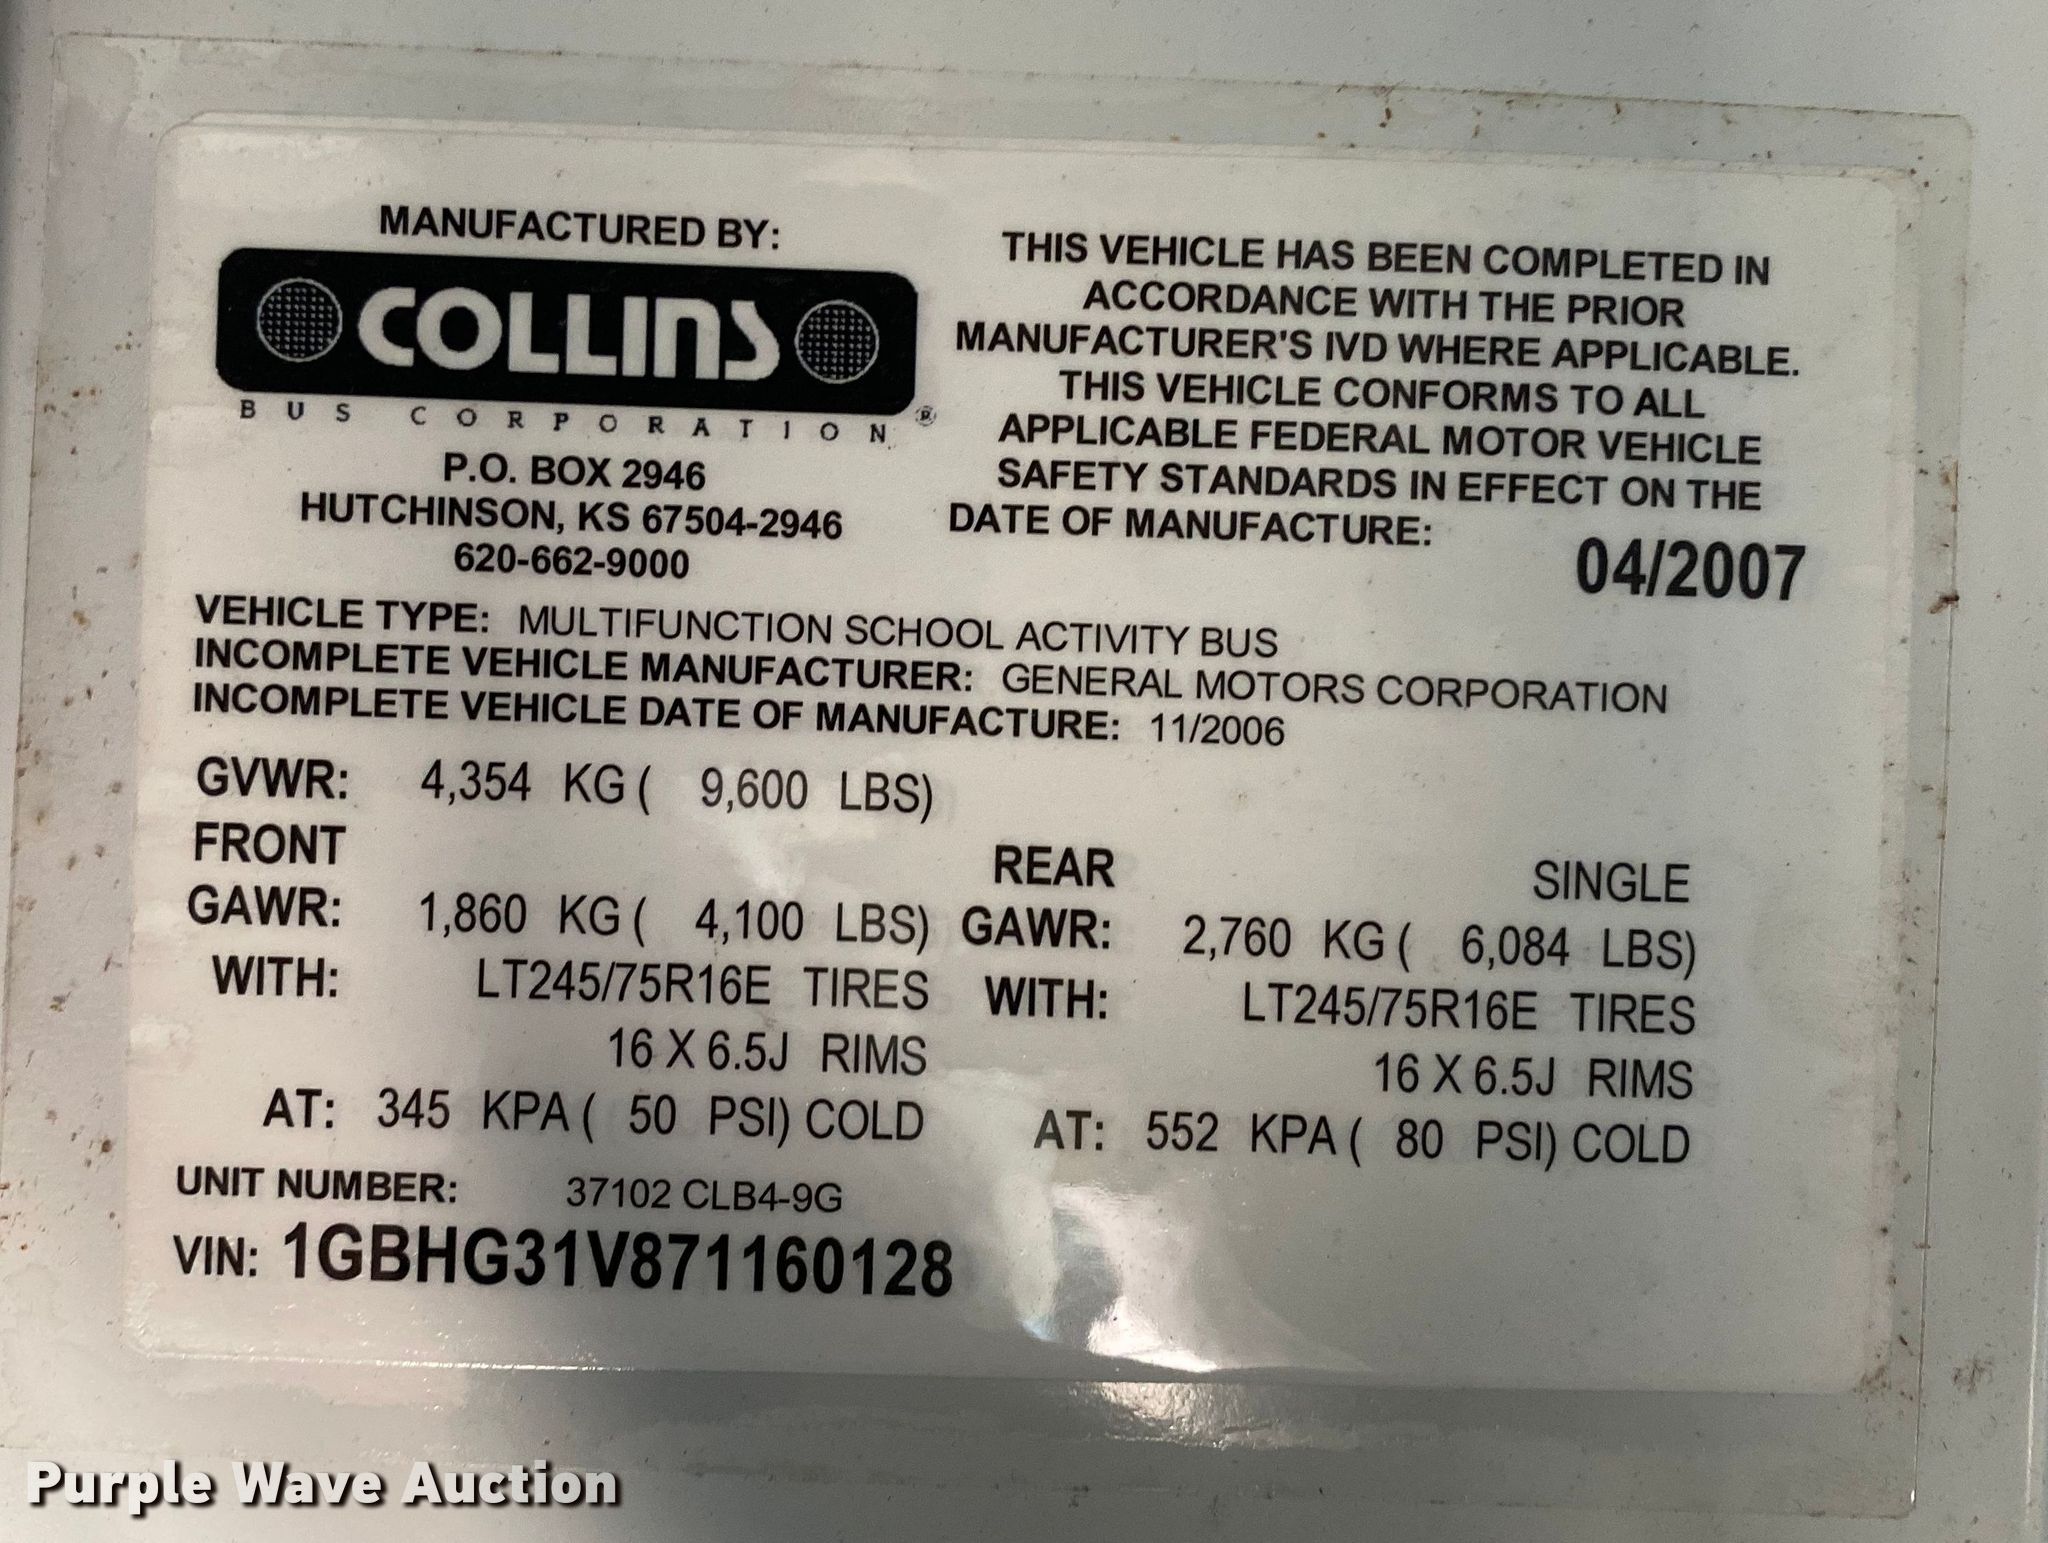 MANUFACTURED BY:
COLLINS
BUS CORPORATION®
P.O. BOX 2946
HUTCHINSON, KS 67504-2946
620-662-9000
THIS VEHICLE HAS BEEN COMPLETED IN
ACCORDANCE WITH THE PRIOR
MANUFACTURER'S IVD WHERE APPLICABLE.
THIS VEHICLE CONFORMS TO ALL
APPLICABLE FEDERAL MOTOR VEHICLE
SAFETY STANDARDS IN EFFECT ON THE
DATE OF MANUFACTURE:
04/2007
VEHICLE TYPE: MULTIFUNCTION SCHOOL ACTIVITY BUS
INCOMPLETE VEHICLE MANUFACTURER: GENERAL MOTORS CORPORATION
INCOMPLETE VEHICLE DATE OF MANUFACTURE: 11/2006
GVWR: 4,354 KG ( 9,600 LBS)
FRONT
GAWR: 1,860 KG ( 4,100 LBS)
WITH: LT245/75R16E TIRES
16 X 6.5J RIMS
AT: 345 KPA ( 50 PSI) COLD
REAR SINGLE
GAWR: 2,760 KG ( 6,084 LBS)
WITH: LT245/75R16E TIRES
16 X 6.5J RIMS
AT: 552 KPA ( 80 PSI) COLD
UNIT NUMBER: 37102 CLB4-9G
VIN: 1GBHG31V871160128
Purple Wave Auction